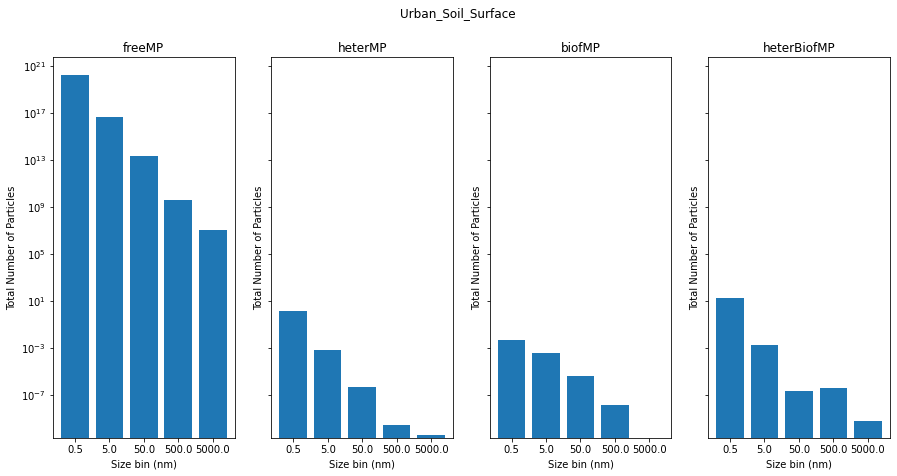 Urban_Soil_Surface
freeMP
heterMP
biofMP
heterBiofMP
Total Number of Particles
10^21
10^17
10^13
10^9
10^5
10^1
10^-3
10^-7
0.5 5.0 50.0 500.0 5000.0
Size bin (nm)
Total Number of Particles
0.5 5.0 50.0 500.0 5000.0
Size bin (nm)
Total Number of Particles
0.5 5.0 50.0 500.0 5000.0
Size bin (nm)
Total Number of Particles
0.5 5.0 50.0 500.0 5000.0
Size bin (nm)